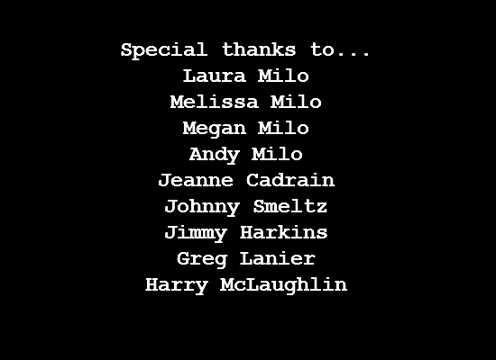 Special thanks to...
Laura Milo
Melissa Milo
Megan Milo
Andy Milo
Jeanne Cadrain
Johnny Smeltz
Jimmy Harkins
Greg Lanier
Harry McLaughlin